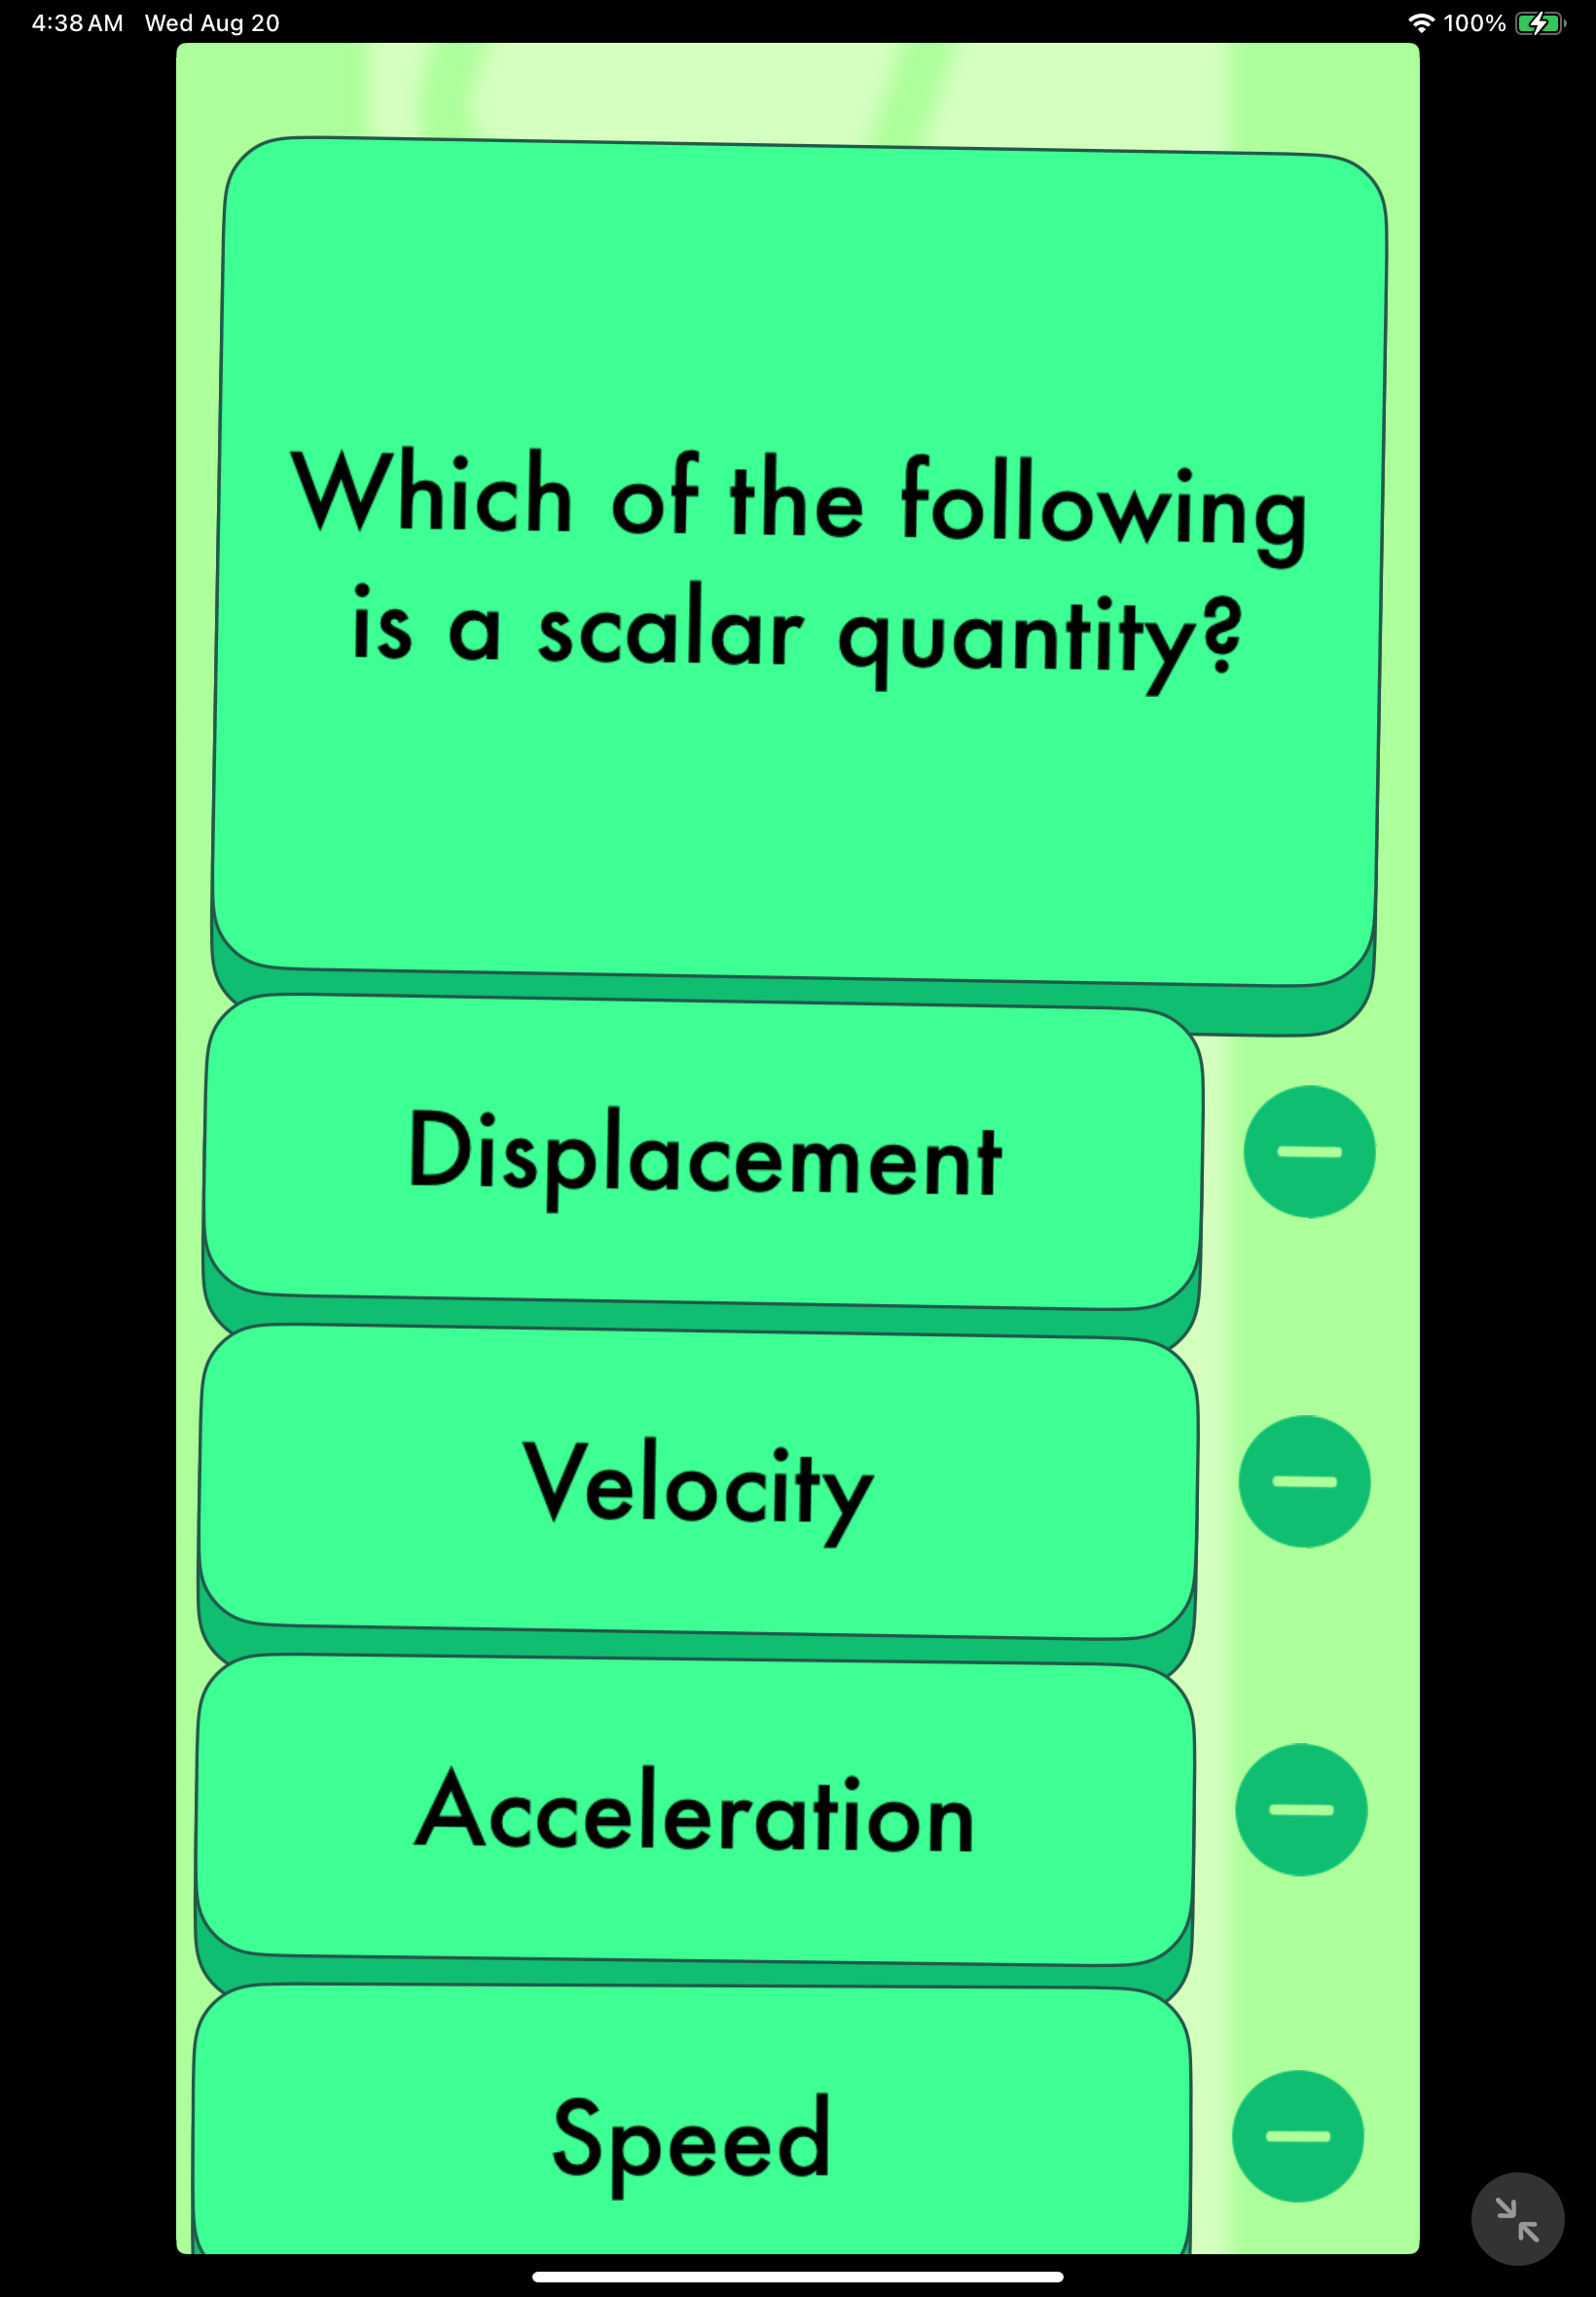 4:38 AM Wed Aug 20
100%
Which of the following
is a scalar quantity?
Displacement
Velocity
Acceleration
Speed